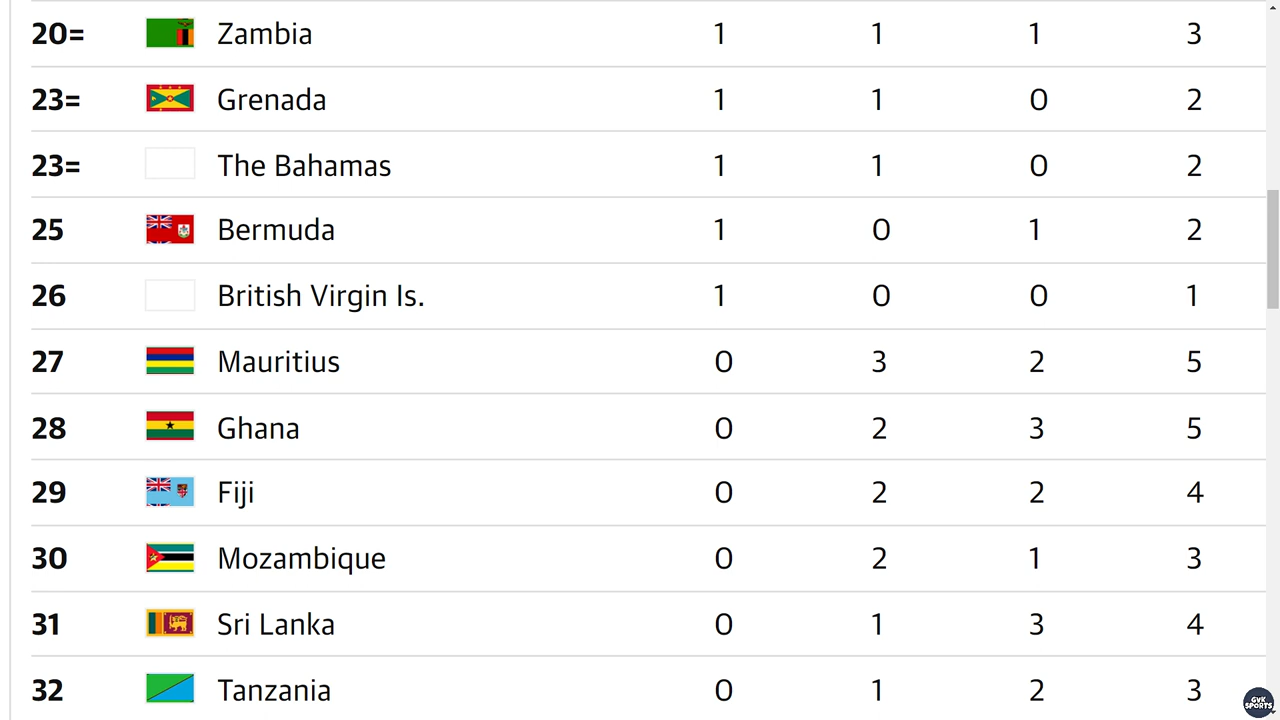 20= Zambia 1 1 1 3
23= Grenada 1 1 0 2
23= The Bahamas 1 1 0 2
25 Bermuda 1 0 1 2
26 British Virgin Is. 1 0 0 1
27 Mauritius 0 3 2 5
28 Ghana 0 2 3 5
29 Fiji 0 2 2 4
30 Mozambique 0 2 1 3
31 Sri Lanka 0 1 3 4
32 Tanzania 0 1 2 3
GVK
SPORTS